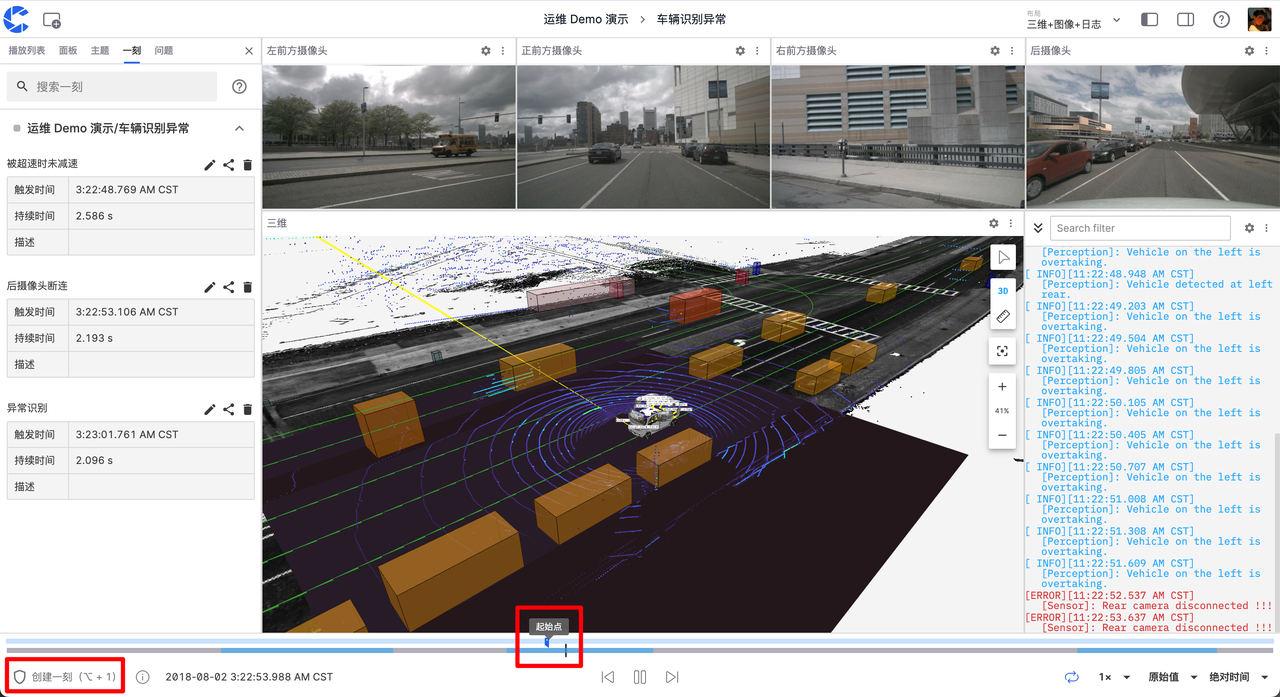 运维 Demo 演示 > 车辆识别异常
布局
三维+图像+日志
播放列表 面板 主题 一刻 问题
搜索一刻
运维 Demo 演示/车辆识别异常
被超速时未减速
触发时间 3:22:48.769 AM CST
持续时间 2.586 s
描述
后摄像头断连
触发时间 3:22:53.106 AM CST
持续时间 2.193 s
描述
异常识别
触发时间 3:23:01.761 AM CST
持续时间 2.096 s
描述
左前方摄像头
正前方摄像头
右前方摄像头
后摄像头
三维
3D
41%
Search filter
[Perception]: Vehicle on the left is
overtaking.
[ INFO][11:22:48.948 AM CST]
[Perception]: Vehicle detected at left
rear.
[ INFO][11:22:49.203 AM CST]
[Perception]: Vehicle on the left is
overtaking.
[ INFO][11:22:49.504 AM CST]
[Perception]: Vehicle on the left is
overtaking.
[ INFO][11:22:49.805 AM CST]
[Perception]: Vehicle on the left is
overtaking.
[ INFO][11:22:50.105 AM CST]
[Perception]: Vehicle on the left is
overtaking.
[ INFO][11:22:50.405 AM CST]
[Perception]: Vehicle on the left is
overtaking.
[ INFO][11:22:50.707 AM CST]
[Perception]: Vehicle on the left is
overtaking.
[ INFO][11:22:51.008 AM CST]
[Perception]: Vehicle on the left is
overtaking.
[ INFO][11:22:51.308 AM CST]
[Perception]: Vehicle on the left is
overtaking.
[ INFO][11:22:51.609 AM CST]
[Perception]: Vehicle on the left is
overtaking.
[ERROR][11:22:52.537 AM CST]
[Sensor]: Rear camera disconnected !!!
[ERROR][11:22:53.637 AM CST]
[Sensor]: Rear camera disconnected !!!
起始点
创建一刻 (⌥ + 1)
2018-08-02 3:22:53.988 AM CST
1×
原始值
绝对时间